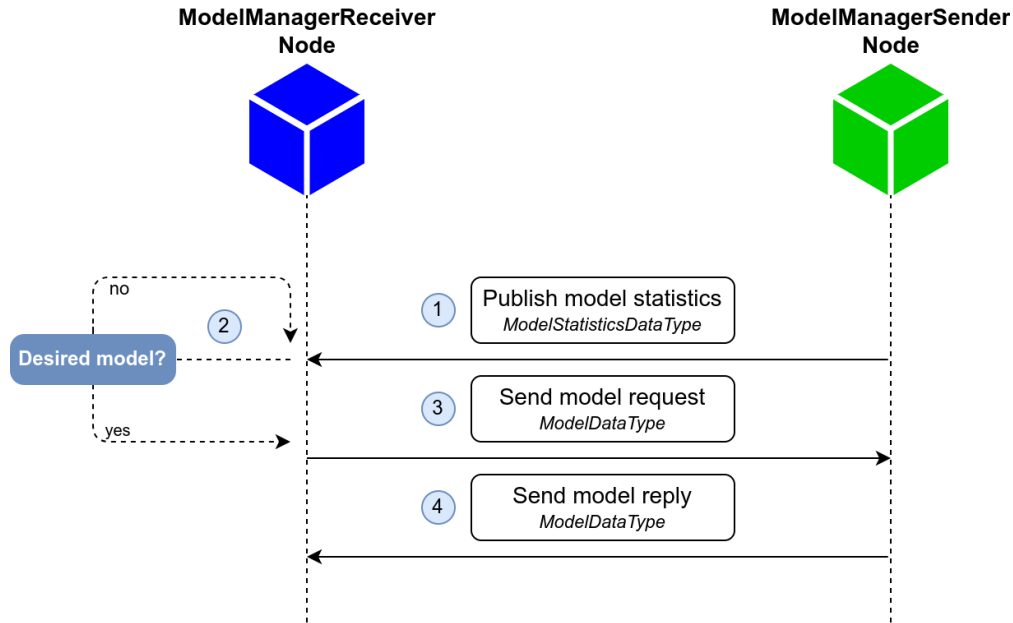 ModelManagerReceiver
Node
ModelManagerSender
Node
no
1
Publish model statistics
ModelStatisticsDataType
2
Desired model?
3
Send model request
ModelDataType
yes
4
Send model reply
ModelDataType